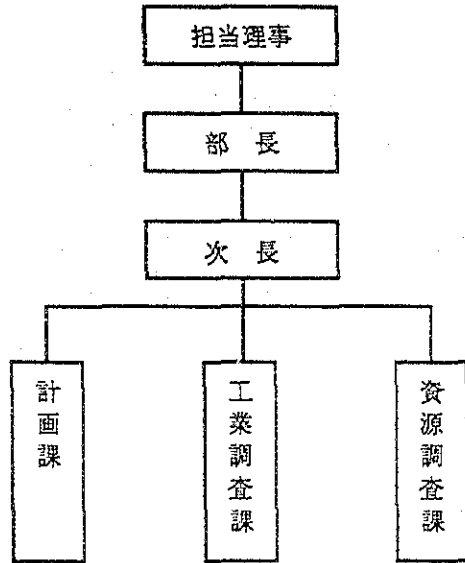 担当理事
部 長
次 長
計画課
工業調査課
資源調査課